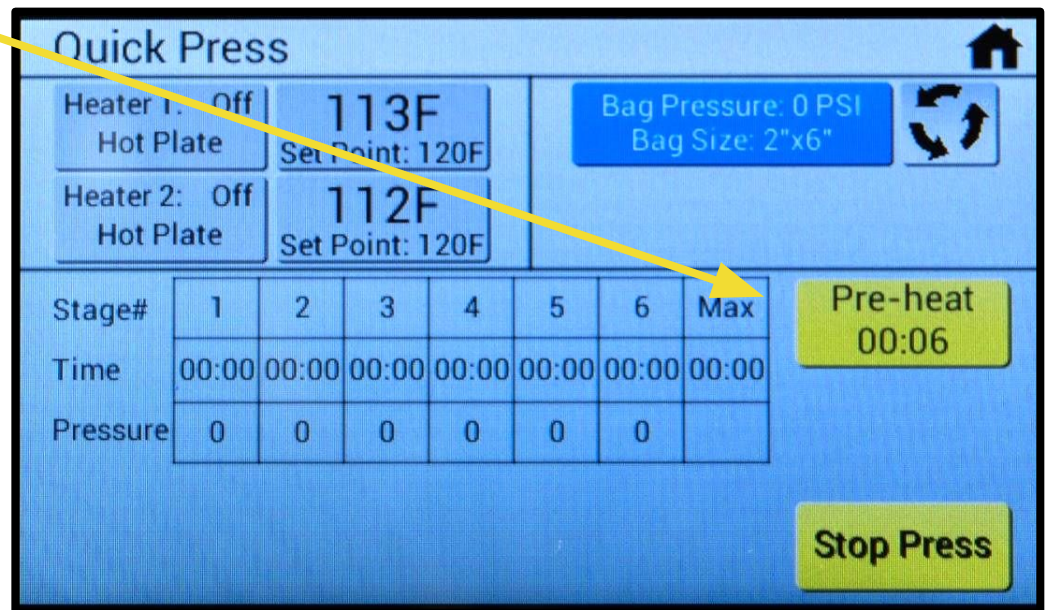 Quick Press
Heater 1: Off
Hot Plate
113F
Set Point: 120F
Bag Pressure: 0 PSI
Bag Size: 2"x6"
Heater 2: Off
Hot Plate
112F
Set Point: 120F
Stage# 1 2 3 4 5 6 Max
Time 00:00 00:00 00:00 00:00 00:00 00:00 00:00
Pressure 0 0 0 0 0 0
Pre-heat
00:06
Stop Press